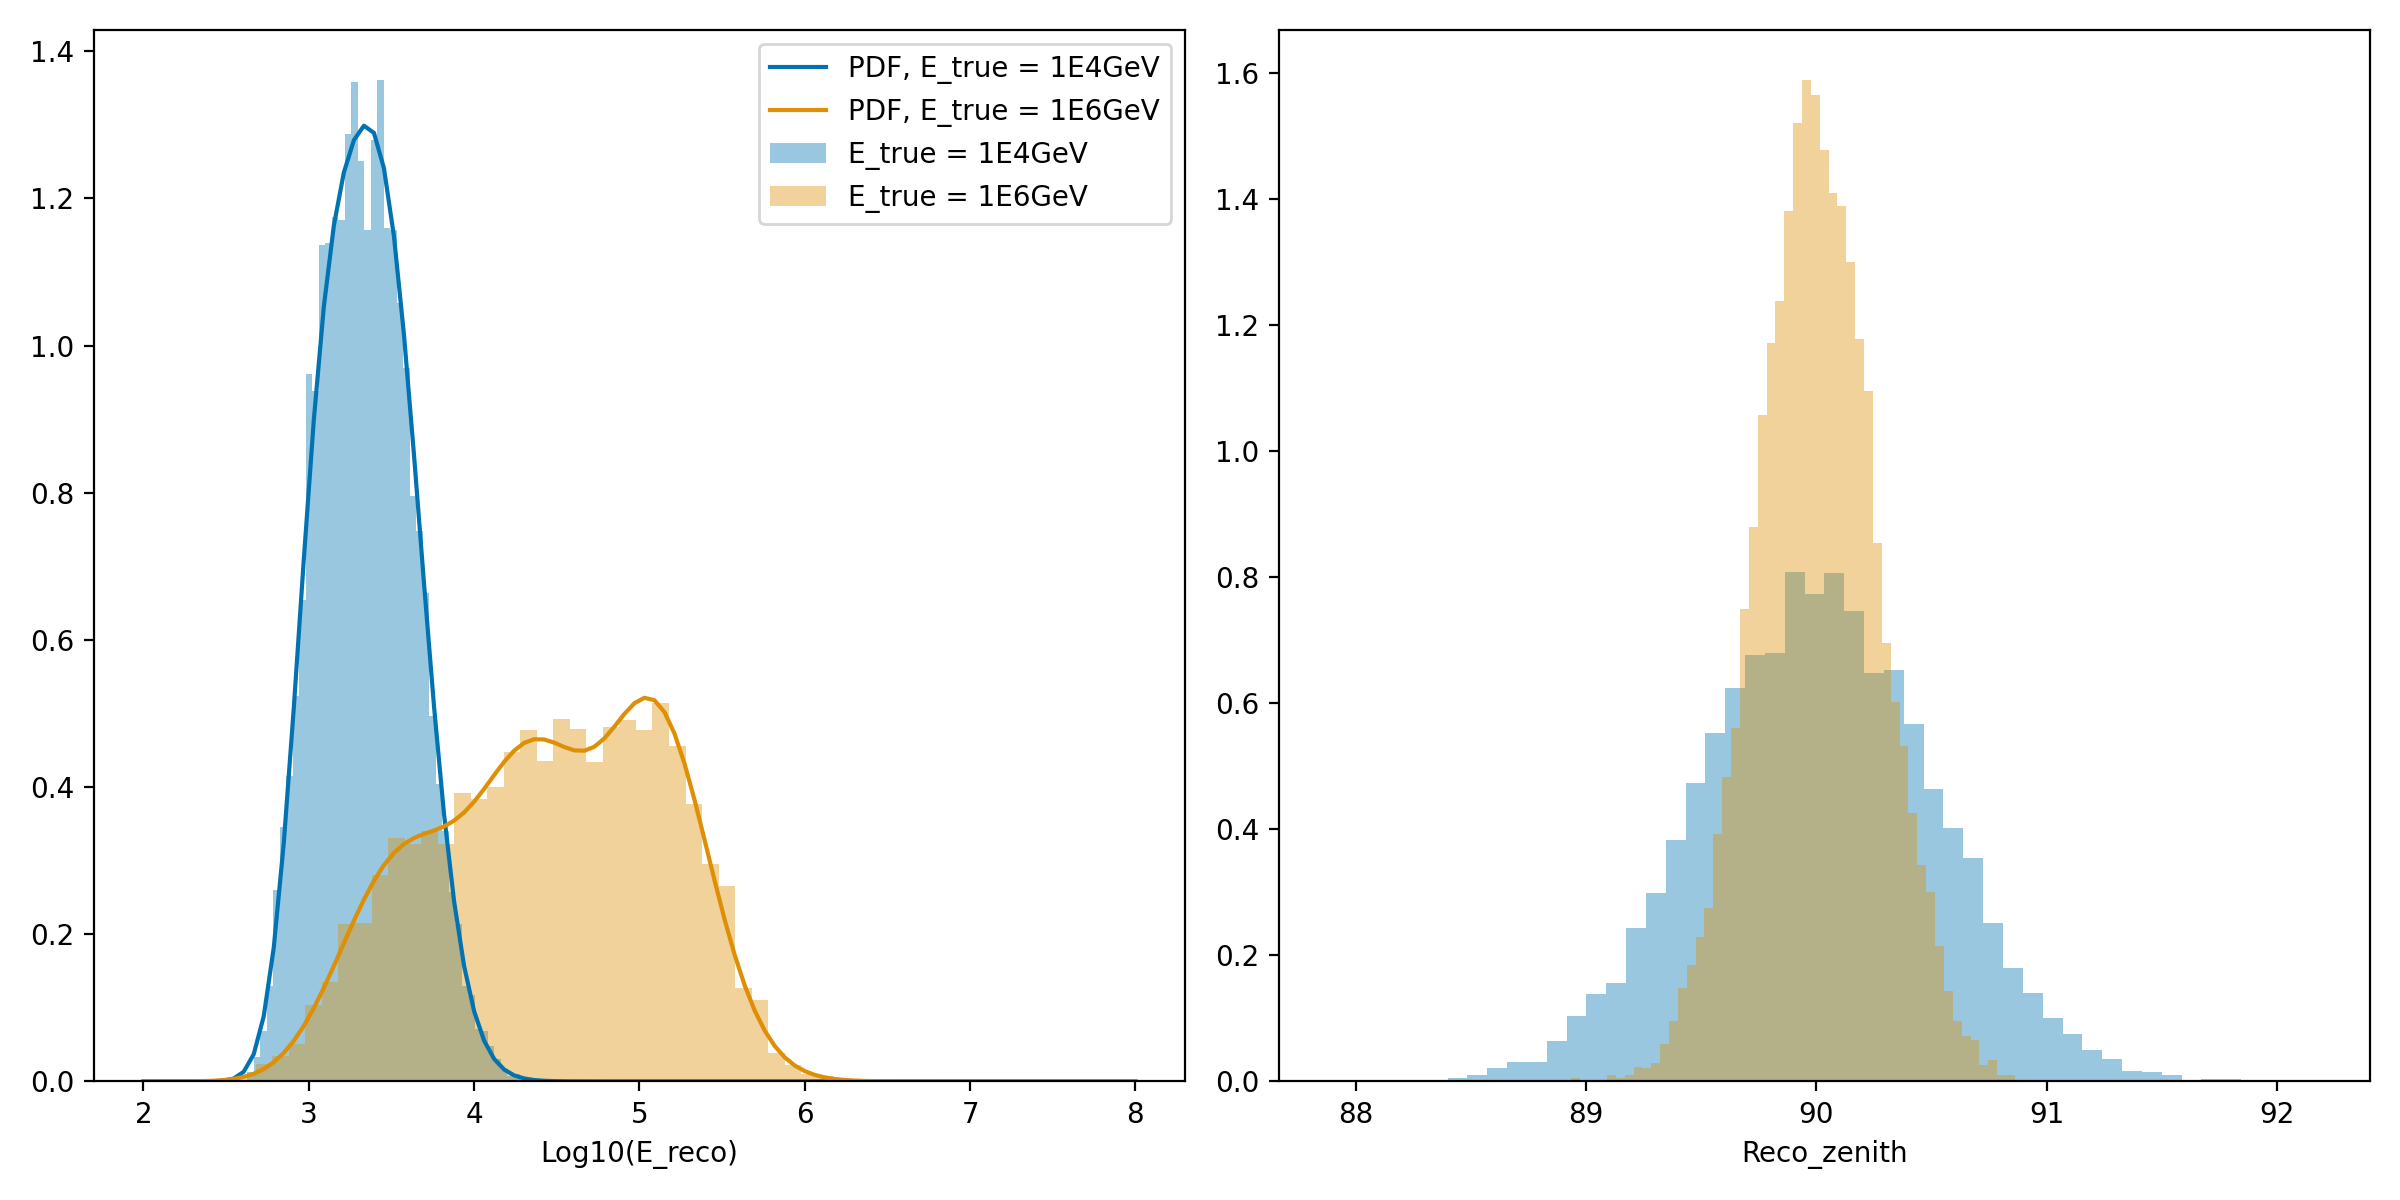 1.4
1.2
1.0
0.8
0.6
0.4
0.2
0.0
2 3 4 5 6 7 8
Log10(E_reco)
PDF, E_true = 1E4GeV
PDF, E_true = 1E6GeV
E_true = 1E4GeV
E_true = 1E6GeV
1.6
1.4
1.2
1.0
0.8
0.6
0.4
0.2
0.0
88 89 90 91 92
Reco_zenith